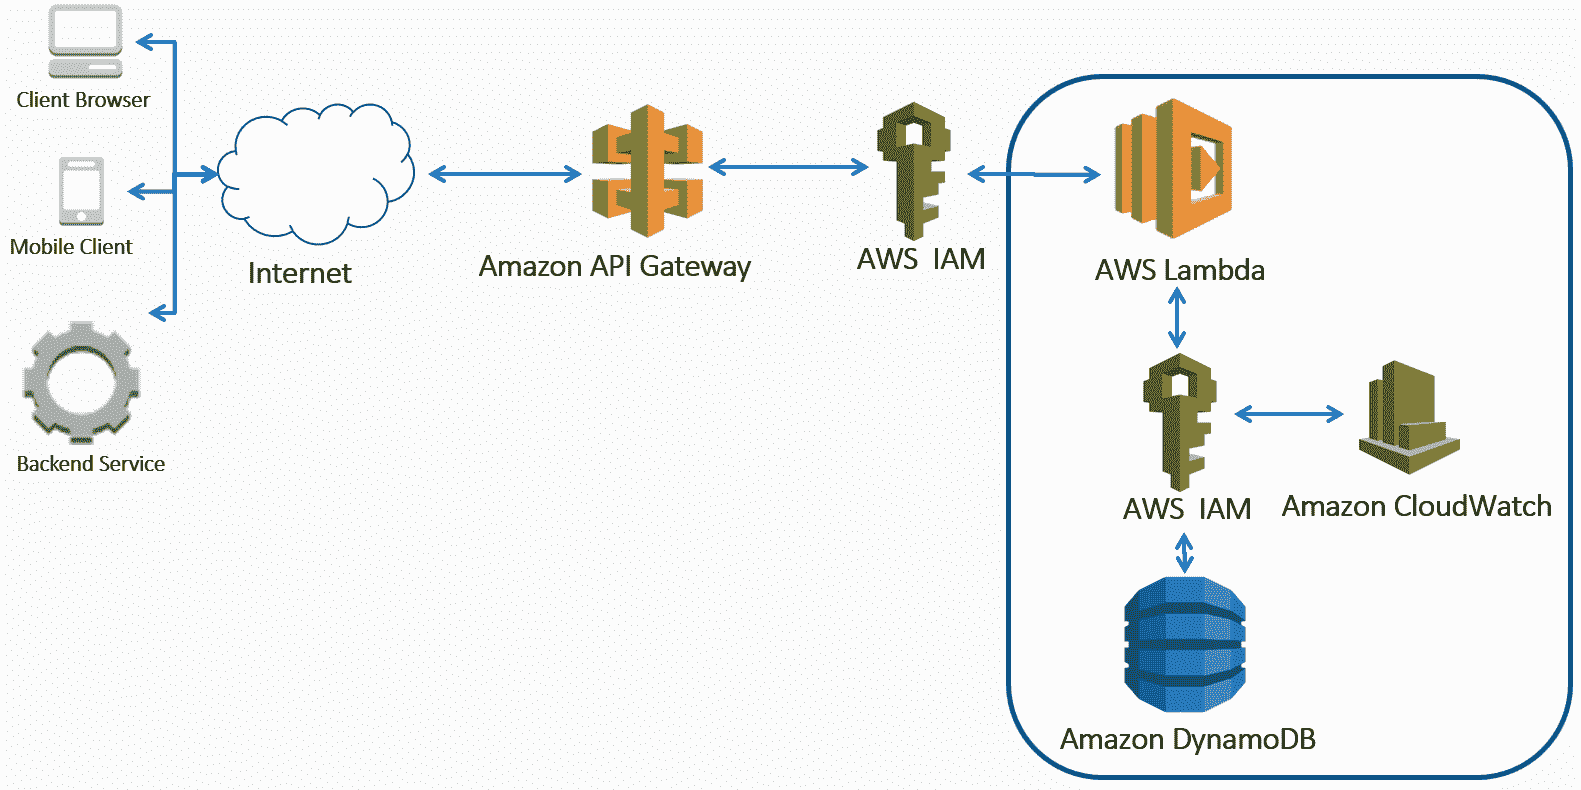 Client Browser
Mobile Client
Backend Service
Internet
Amazon API Gateway
AWS IAM
AWS Lambda
AWS IAM
Amazon CloudWatch
Amazon DynamoDB